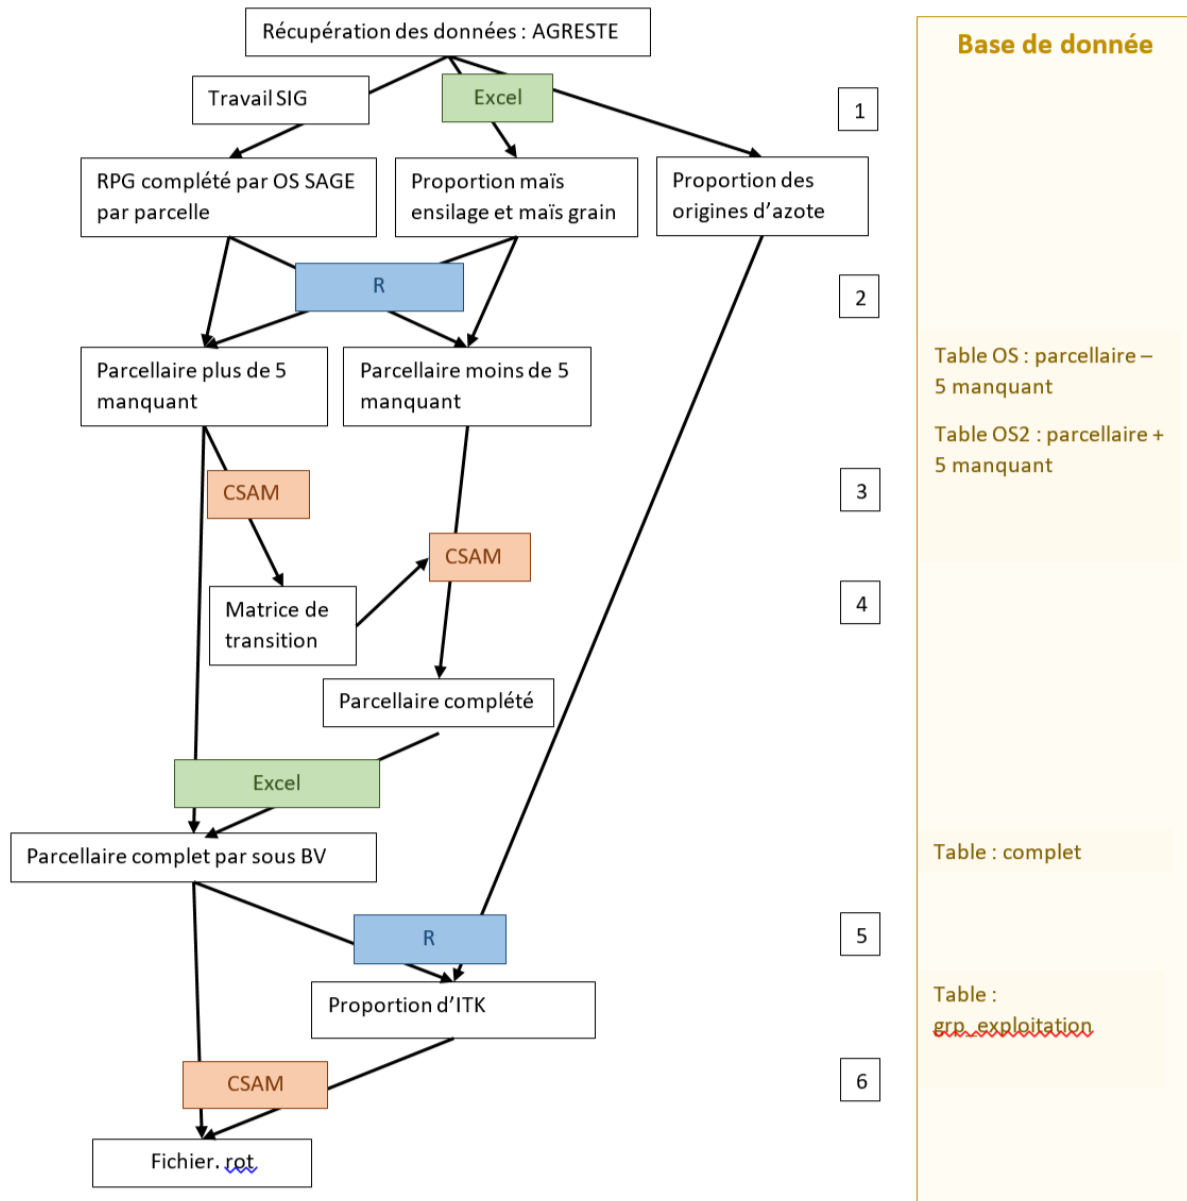 Récupération des données : AGRESTE
Base de donnée
Travail SIG
Excel
1
RPG complété par OS SAGE
par parcelle
Proportion maïs
ensilage et maïs grain
Proportion des
origines d'azote
R
2
Parcellaire plus de 5
manquant
Parcellaire moins de 5
manquant
Table OS : parcellaire –
5 manquant
Table OS2 : parcellaire +
5 manquant
CSAM
3
CSAM
Matrice de
transition
4
Parcellaire complété
Excel
Parcellaire complet par sous BV
Table : complet
R
5
Proportion d'ITK
Table :
grp_exploitation
CSAM
6
Fichier. rot